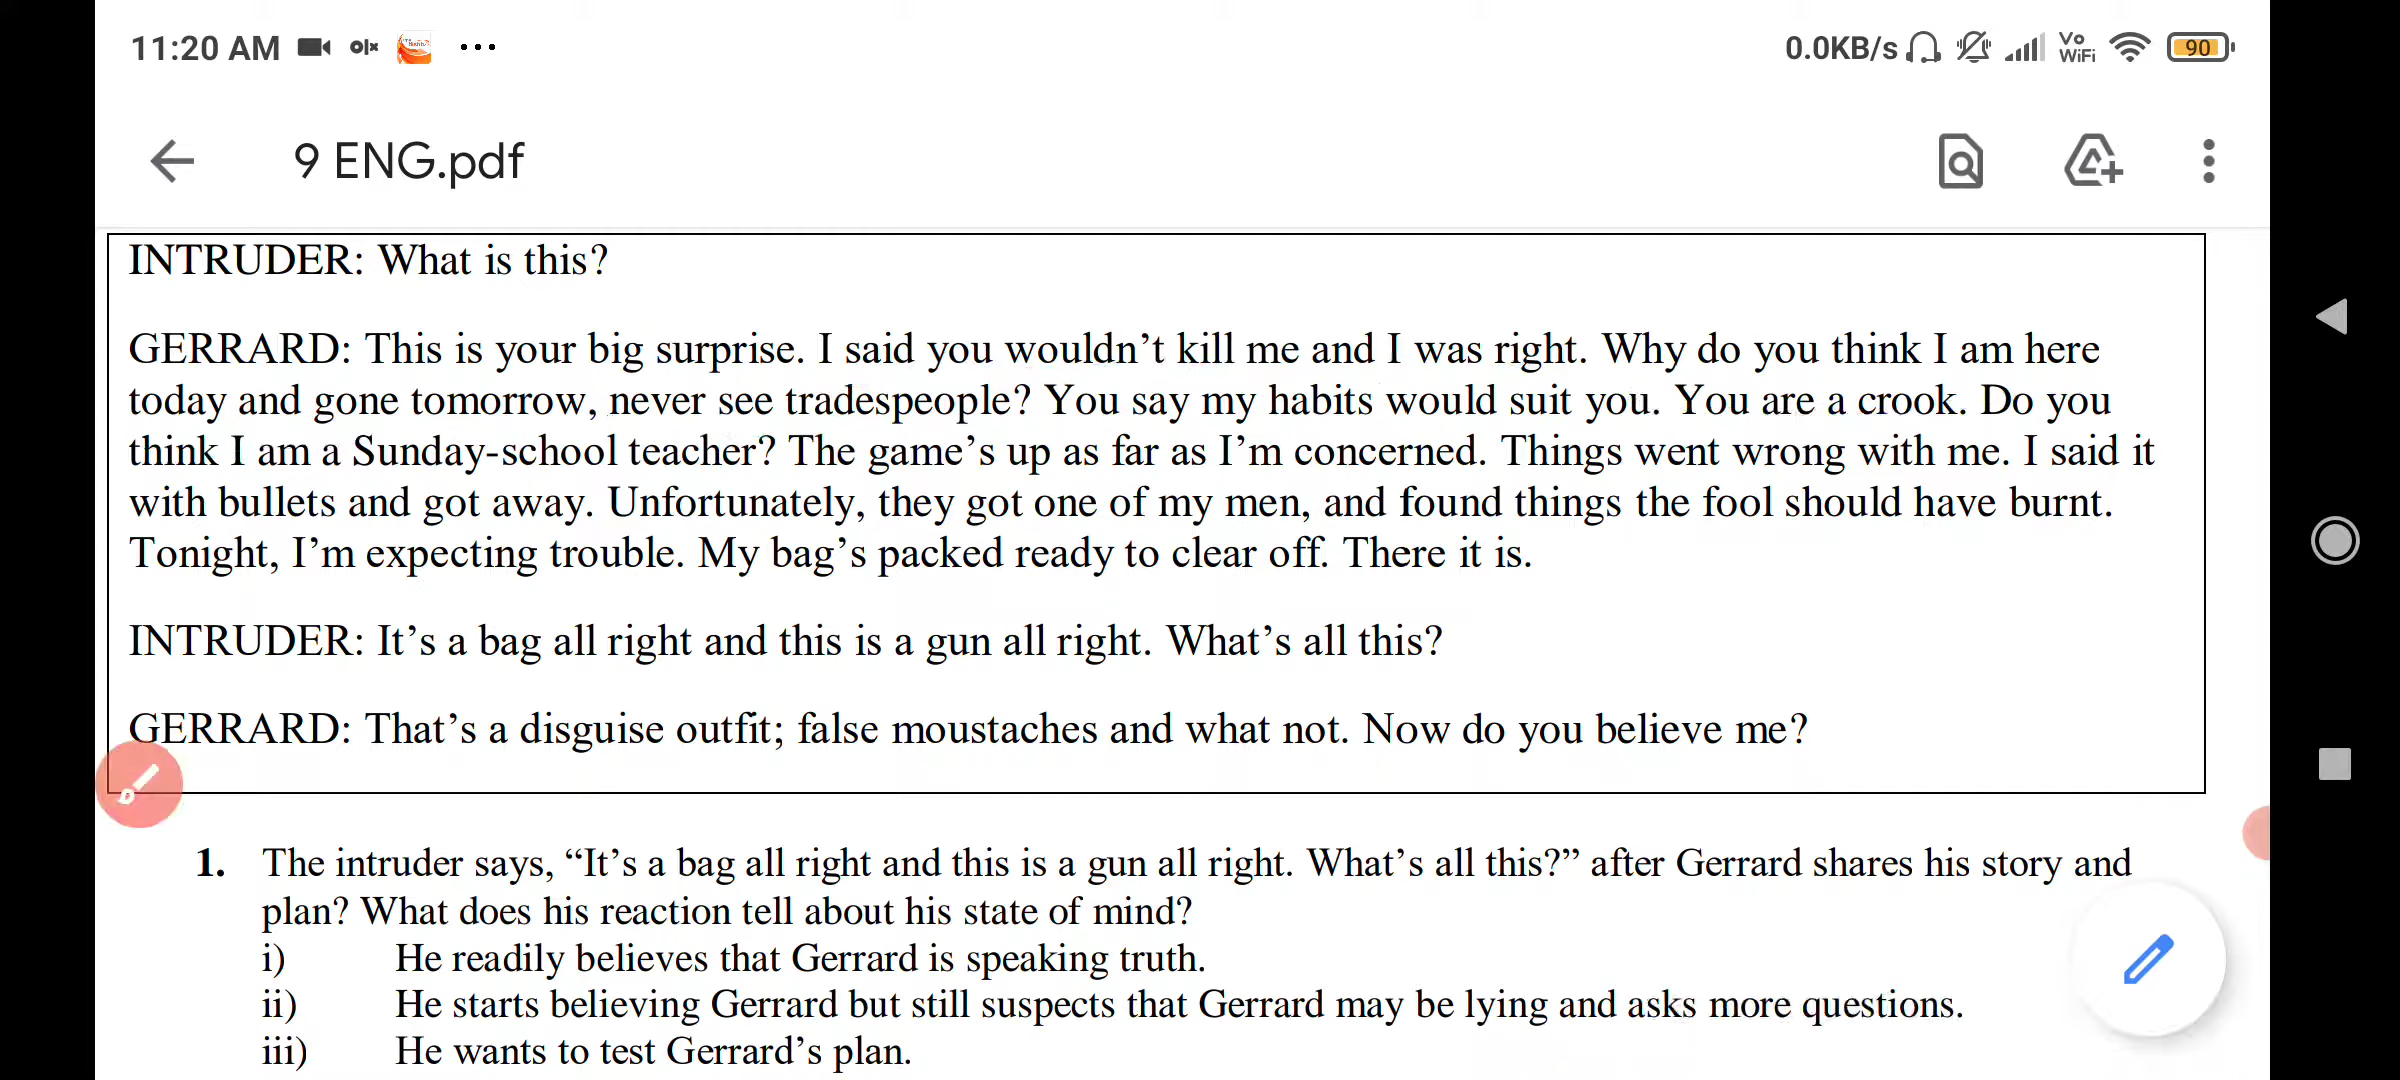 11:20 AM olx 0.0KB/s Vo WiFi 90
9 ENG.pdf
INTRUDER: What is this?
GERRARD: This is your big surprise. I said you wouldn’t kill me and I was right. Why do you think I am here
today and gone tomorrow, never see tradespeople? You say my habits would suit you. You are a crook. Do you
think I am a Sunday-school teacher? The game’s up as far as I’m concerned. Things went wrong with me. I said it
with bullets and got away. Unfortunately, they got one of my men, and found things the fool should have burnt.
Tonight, I’m expecting trouble. My bag’s packed ready to clear off. There it is.
INTRUDER: It’s a bag all right and this is a gun all right. What’s all this?
GERRARD: That’s a disguise outfit; false moustaches and what not. Now do you believe me?
1. The intruder says, “It’s a bag all right and this is a gun all right. What’s all this?” after Gerrard shares his story and
plan? What does his reaction tell about his state of mind?
i) He readily believes that Gerrard is speaking truth.
ii) He starts believing Gerrard but still suspects that Gerrard may be lying and asks more questions.
iii) He wants to test Gerrard’s plan.